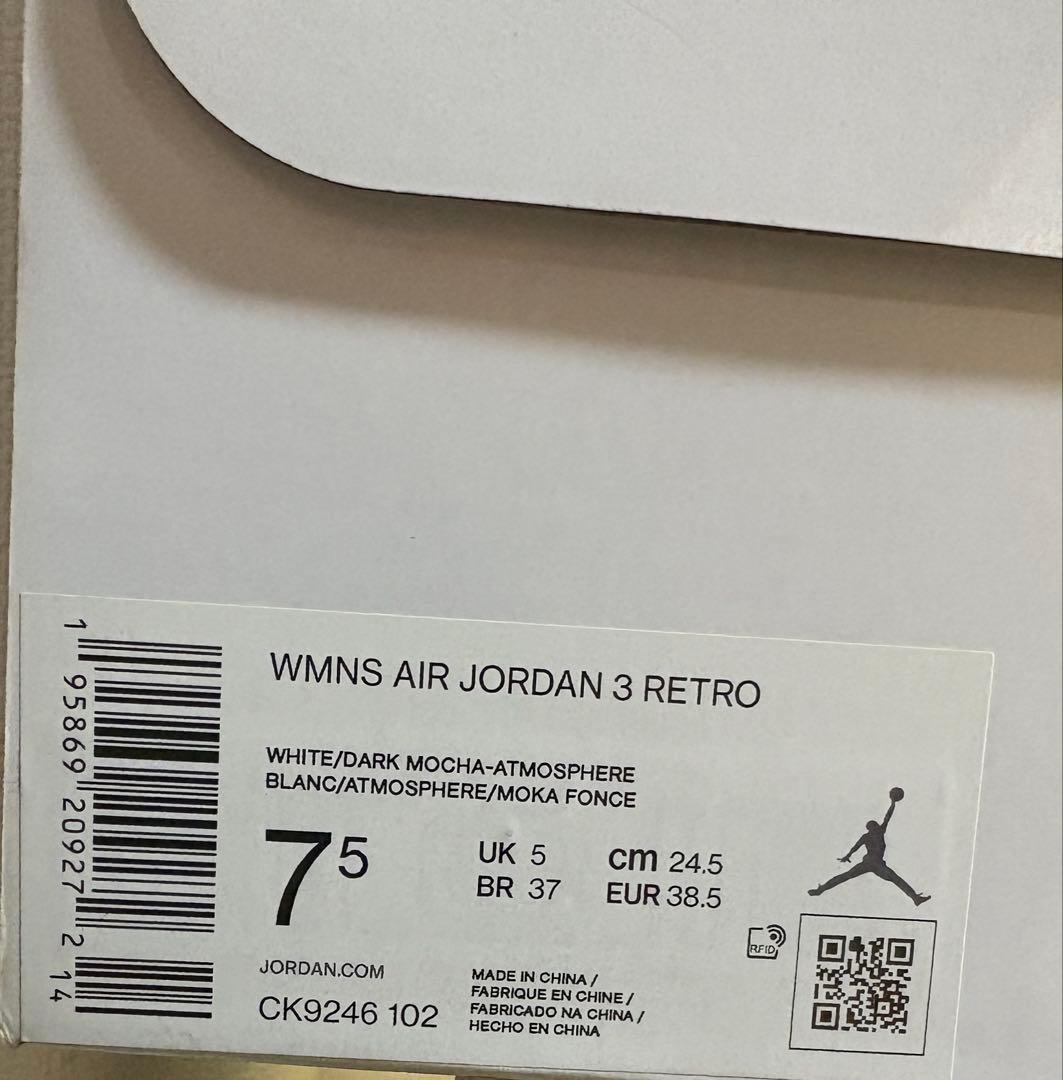 WMNS AIR JORDAN 3 RETRO
WHITE/DARK MOCHA-ATMOSPHERE
BLANC/ATMOSPHERE/MOKA FONCE
7 5
UK 5 cm 24.5
BR 37 EUR 38.5
RFID
JORDAN.COM
CK9246 102
MADE IN CHINA /
FABRIQUE EN CHINE /
FABRICADO NA CHINA /
HECHO EN CHINA
1 95869 20927 2 14